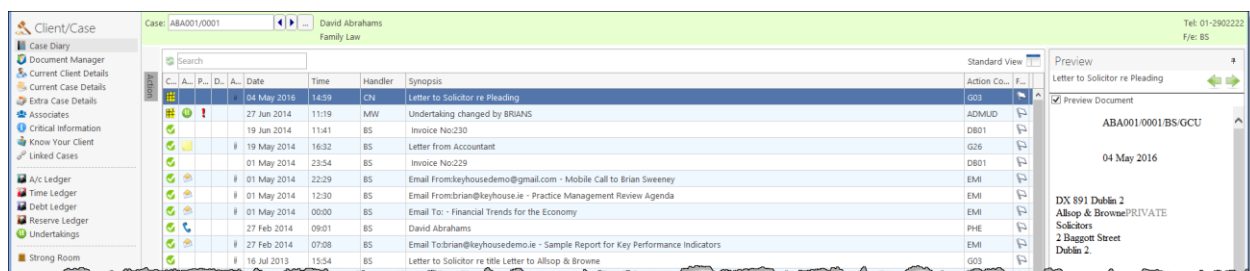 Client/Case
Case Diary
Document Manager
Current Client Details
Current Case Details
Extra Case Details
Associates
Critical Information
Know Your Client
Linked Cases
A/c Ledger
Time Ledger
Debt Ledger
Reserve Ledger
Undertakings
Strong Room
Case: ABA001/0001 ... David Abrahams
Family Law
Tel: 01-2902222
F/e: BS
Action
Search
Standard View
C... A... P... D... A... Date Time Handler Synopsis Action Co... F...
04 May 2016 14:59 CN Letter to Solicitor re Pleading G03
27 Jun 2014 11:19 MW Undertaking changed by BRIANS ADMUD
19 Jun 2014 11:41 BS Invoice No:230 DB01
19 May 2014 16:32 BS Letter from Accountant G26
01 May 2014 23:54 BS Invoice No:229 DB01
01 May 2014 22:29 BS Email From:keyhousedemo@gmail.com - Mobile Call to Brian Sweeney EMI
01 May 2014 12:30 BS Email From:brian@keyhouse.ie - Practice Management Review Agenda EMI
01 May 2014 00:00 BS Email To: - Financial Trends for the Economy EMI
27 Feb 2014 09:01 BS David Abrahams PHE
27 Feb 2014 07:08 BS Email To:brian@keyhousedemo.ie - Sample Report for Key Performance Indicators EMI
16 Jul 2013 15:54 BS Letter to Solicitor re title Letter to Allsop & Browne G03
Preview
Letter to Solicitor re Pleading
Preview Document
ABA001/0001/BS/GCU
04 May 2016
DX 891 Dublin 2
Allsop & BrownePRIVATE
Solicitors
2 Baggott Street
Dublin 2.